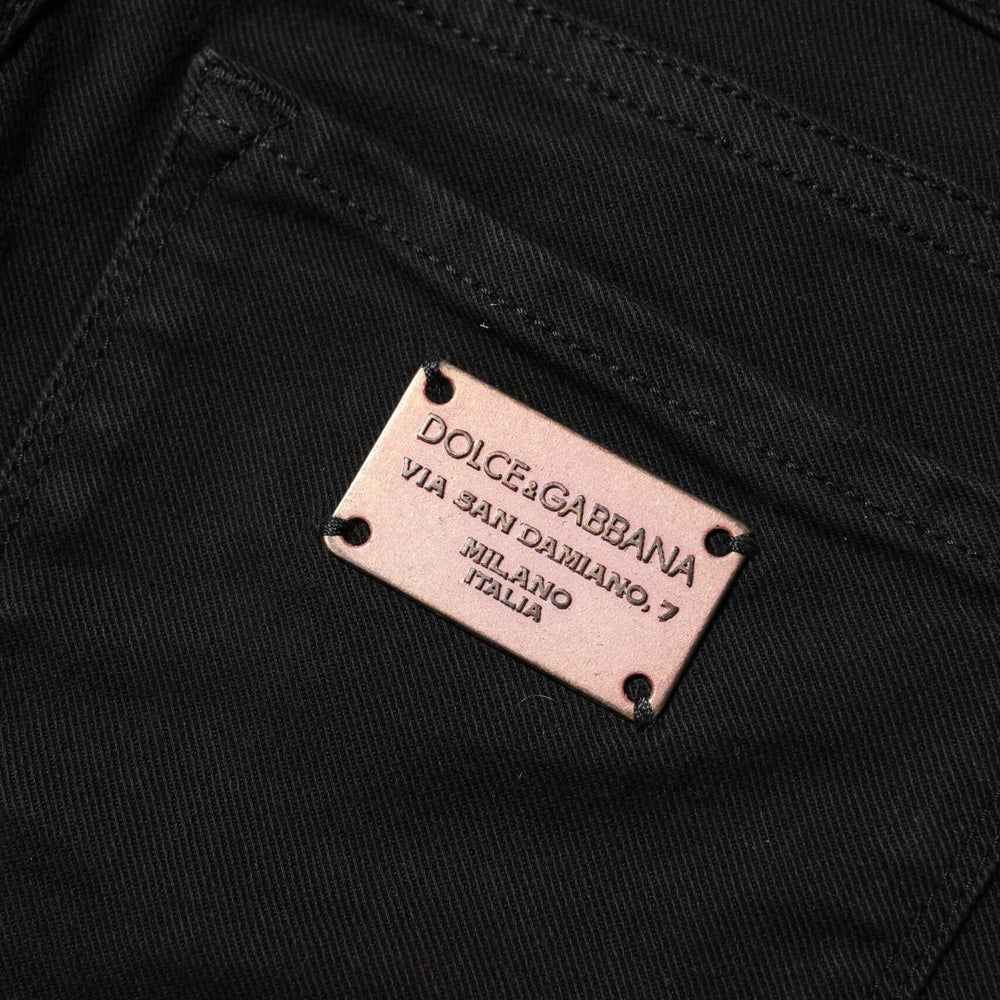 DOLCE&GABBANA
VIA SAN DAMIANO, 7
MILANO
ITALIA